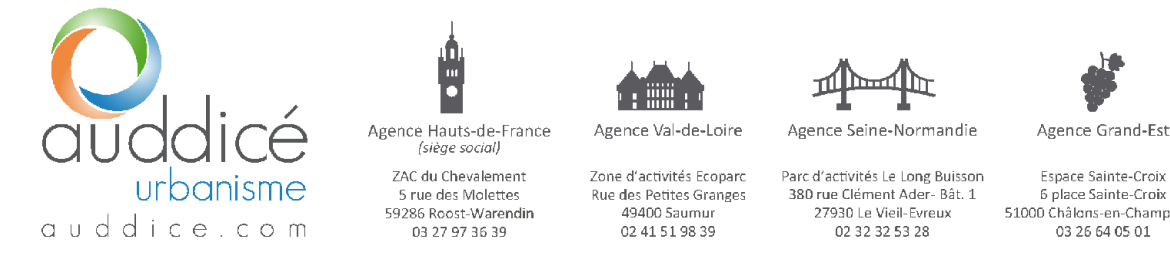 auddicé
urbanisme
auddice.com
Agence Hauts-de-France
(siège social)
ZAC du Chevalement
5 rue des Molettes
59286 Roost-Warendin
03 27 97 36 39
Agence Val-de-Loire
Zone d'activités Ecoparc
Rue des Petites Granges
49400 Saumur
02 41 51 98 39
Agence Seine-Normandie
Parc d'activités Le Long Buisson
380 rue Clément Ader- Bât. 1
27930 Le Vieil-Evreux
02 32 32 53 28
Agence Grand-Est
Espace Sainte-Croix
6 place Sainte-Croix
51000 Châlons-en-Champ
03 26 64 05 01